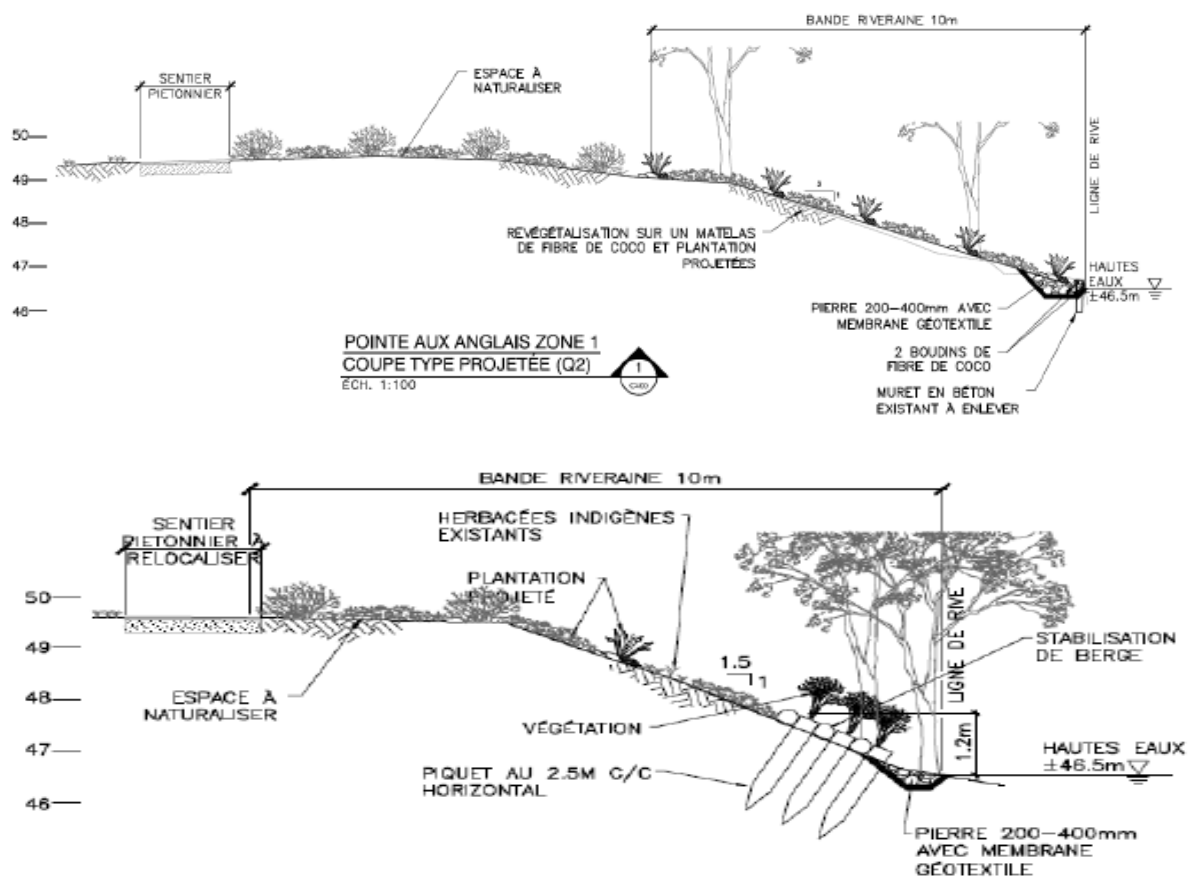 BANDE RIVERAINE 10m
SENTIER
PIÉTONNIER
ESPACE À
NATURALISER
50
49
48
47
46
3
1
LIGNE DE RIVE
REVÉGÉTALISATION SUR UN MATELAS
DE FIBRE DE COCO ET PLANTATION
PROJETÉES
HAUTES
EAUX
±46.5m
PIERRE 200-400mm AVEC
MEMBRANE GÉOTEXTILE
2 BOUDINS DE
FIBRE DE COCO
MURET EN BÉTON
EXISTANT À ENLEVER
POINTE AUX ANGLAIS ZONE 1
COUPE TYPE PROJETÉE (Q2)
ÉCH. 1:100
1
BANDE RIVERAINE 10m
SENTIER
PIETONNIER À
RELOCALISER
HERBACÉES INDIGÈNES
EXISTANTS
PLANTATION
PROJETÉ
50
49
48
47
46
ESPACE À
NATURALISER
1.5
1
VÉGÉTATION
PIQUET AU 2.5M C/C
HORIZONTAL
LIGNE DE RIVE
STABILISATION
DE BERGE
1.2m
HAUTES EAUX
±46.5m
PIERRE 200-400mm
AVEC MEMBRANE
GÉOTEXTILE